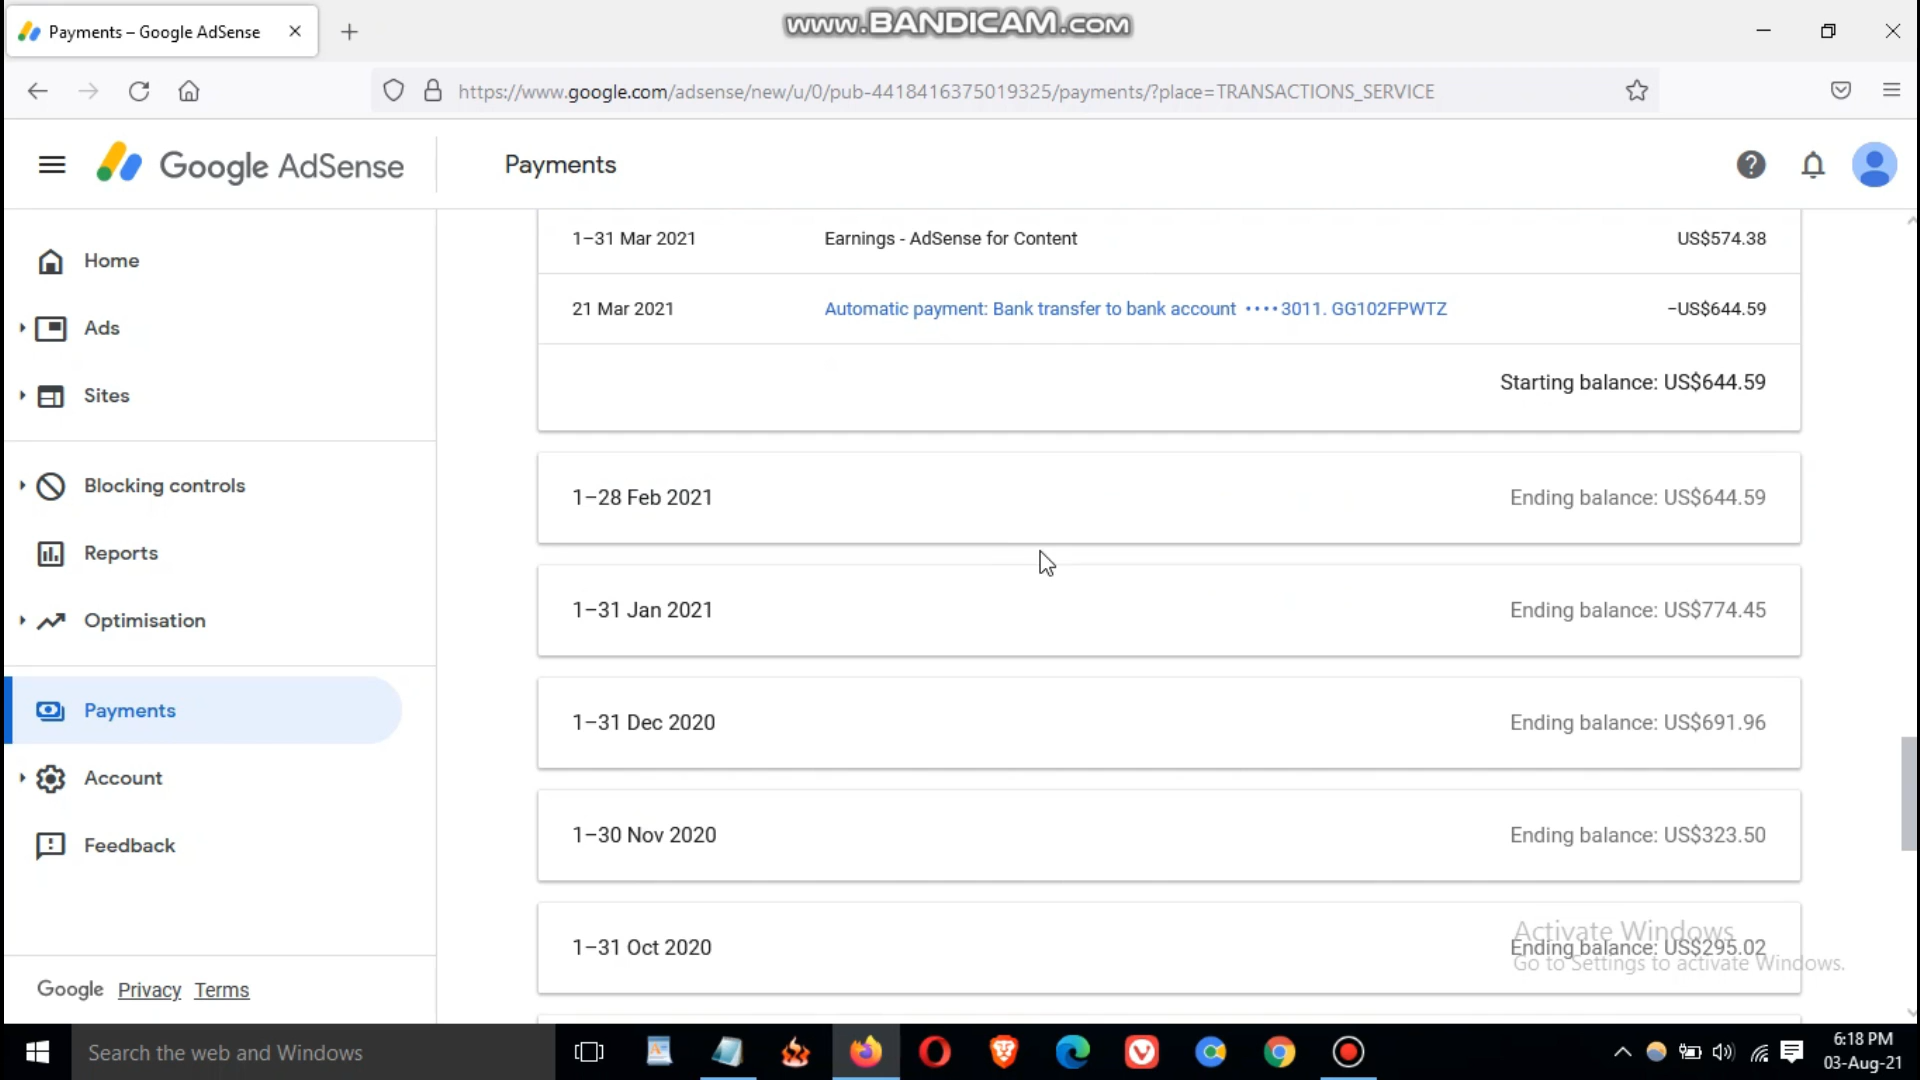 Payments – Google AdSense
www.BANDICAM.com
https://www.google.com/adsense/new/u/0/pub-4418416375019325/payments/?place=TRANSACTIONS_SERVICE
Google AdSense
Payments
Home
Ads
Sites
Blocking controls
Reports
Optimisation
Payments
Account
Feedback
Google Privacy Terms
1–31 Mar 2021 Earnings - AdSense for Content US$574.38
21 Mar 2021 Automatic payment: Bank transfer to bank account ••••3011. GG102FPWTZ −US$644.59
Starting balance: US$644.59
1–28 Feb 2021 Ending balance: US$644.59
1–31 Jan 2021 Ending balance: US$774.45
1–31 Dec 2020 Ending balance: US$691.96
1–30 Nov 2020 Ending balance: US$323.50
1–31 Oct 2020 Ending balance: US$295.02
Activate Windows
Go to Settings to activate Windows.
Search the web and Windows
6:18 PM
03-Aug-21